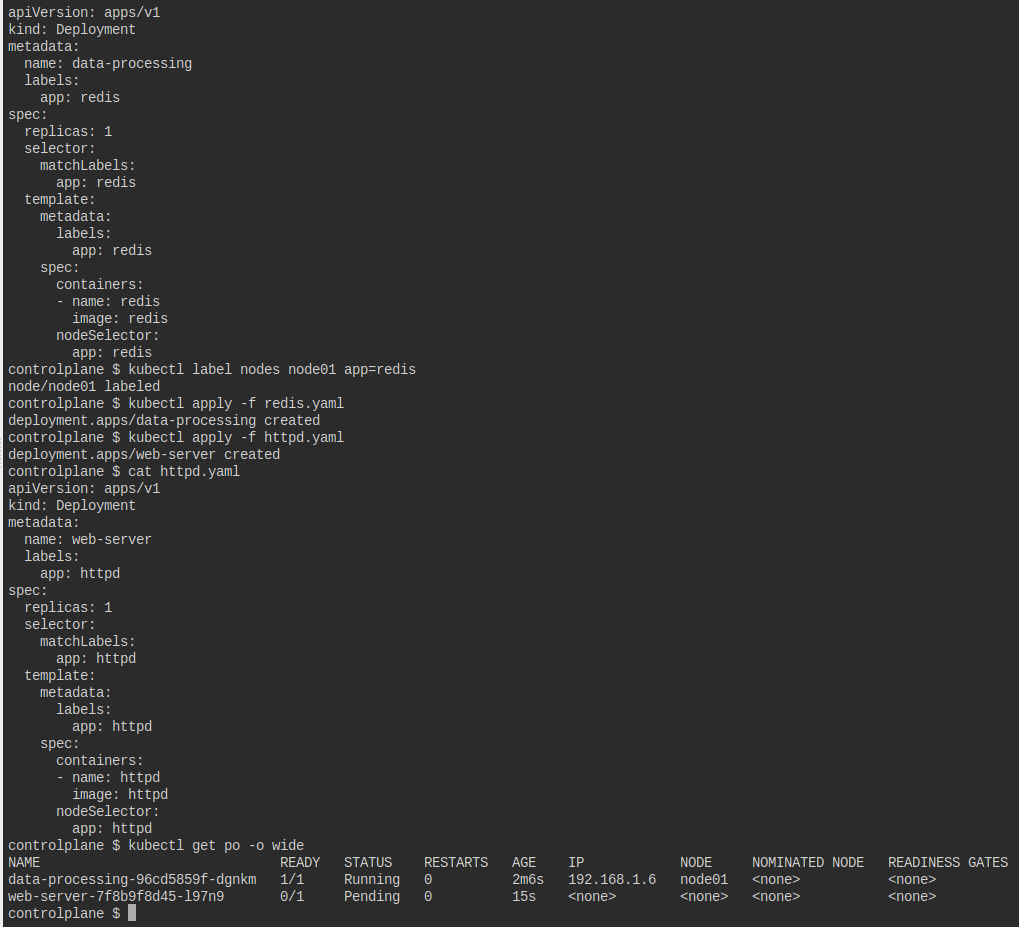 apiVersion: apps/v1
kind: Deployment
metadata:
  name: data-processing
  labels:
    app: redis
spec:
  replicas: 1
  selector:
    matchLabels:
      app: redis
  template:
    metadata:
      labels:
        app: redis
    spec:
      containers:
      - name: redis
        image: redis
      nodeSelector:
        app: redis
controlplane $ kubectl label nodes node01 app=redis
node/node01 labeled
controlplane $ kubectl apply -f redis.yaml
deployment.apps/data-processing created
controlplane $ kubectl apply -f httpd.yaml
deployment.apps/web-server created
controlplane $ cat httpd.yaml
apiVersion: apps/v1
kind: Deployment
metadata:
  name: web-server
  labels:
    app: httpd
spec:
  replicas: 1
  selector:
    matchLabels:
      app: httpd
  template:
    metadata:
      labels:
        app: httpd
    spec:
      containers:
      - name: httpd
        image: httpd
      nodeSelector:
        app: httpd
controlplane $ kubectl get po -o wide
NAME                              READY   STATUS    RESTARTS   AGE    IP            NODE     NOMINATED NODE   READINESS GATES
data-processing-96cd5859f-dgnkm   1/1     Running   0          2m6s   192.168.1.6   node01   <none>           <none>
web-server-7f8b9f8d45-l97n9       0/1     Pending   0          15s    <none>        <none>   <none>           <none>
controlplane $